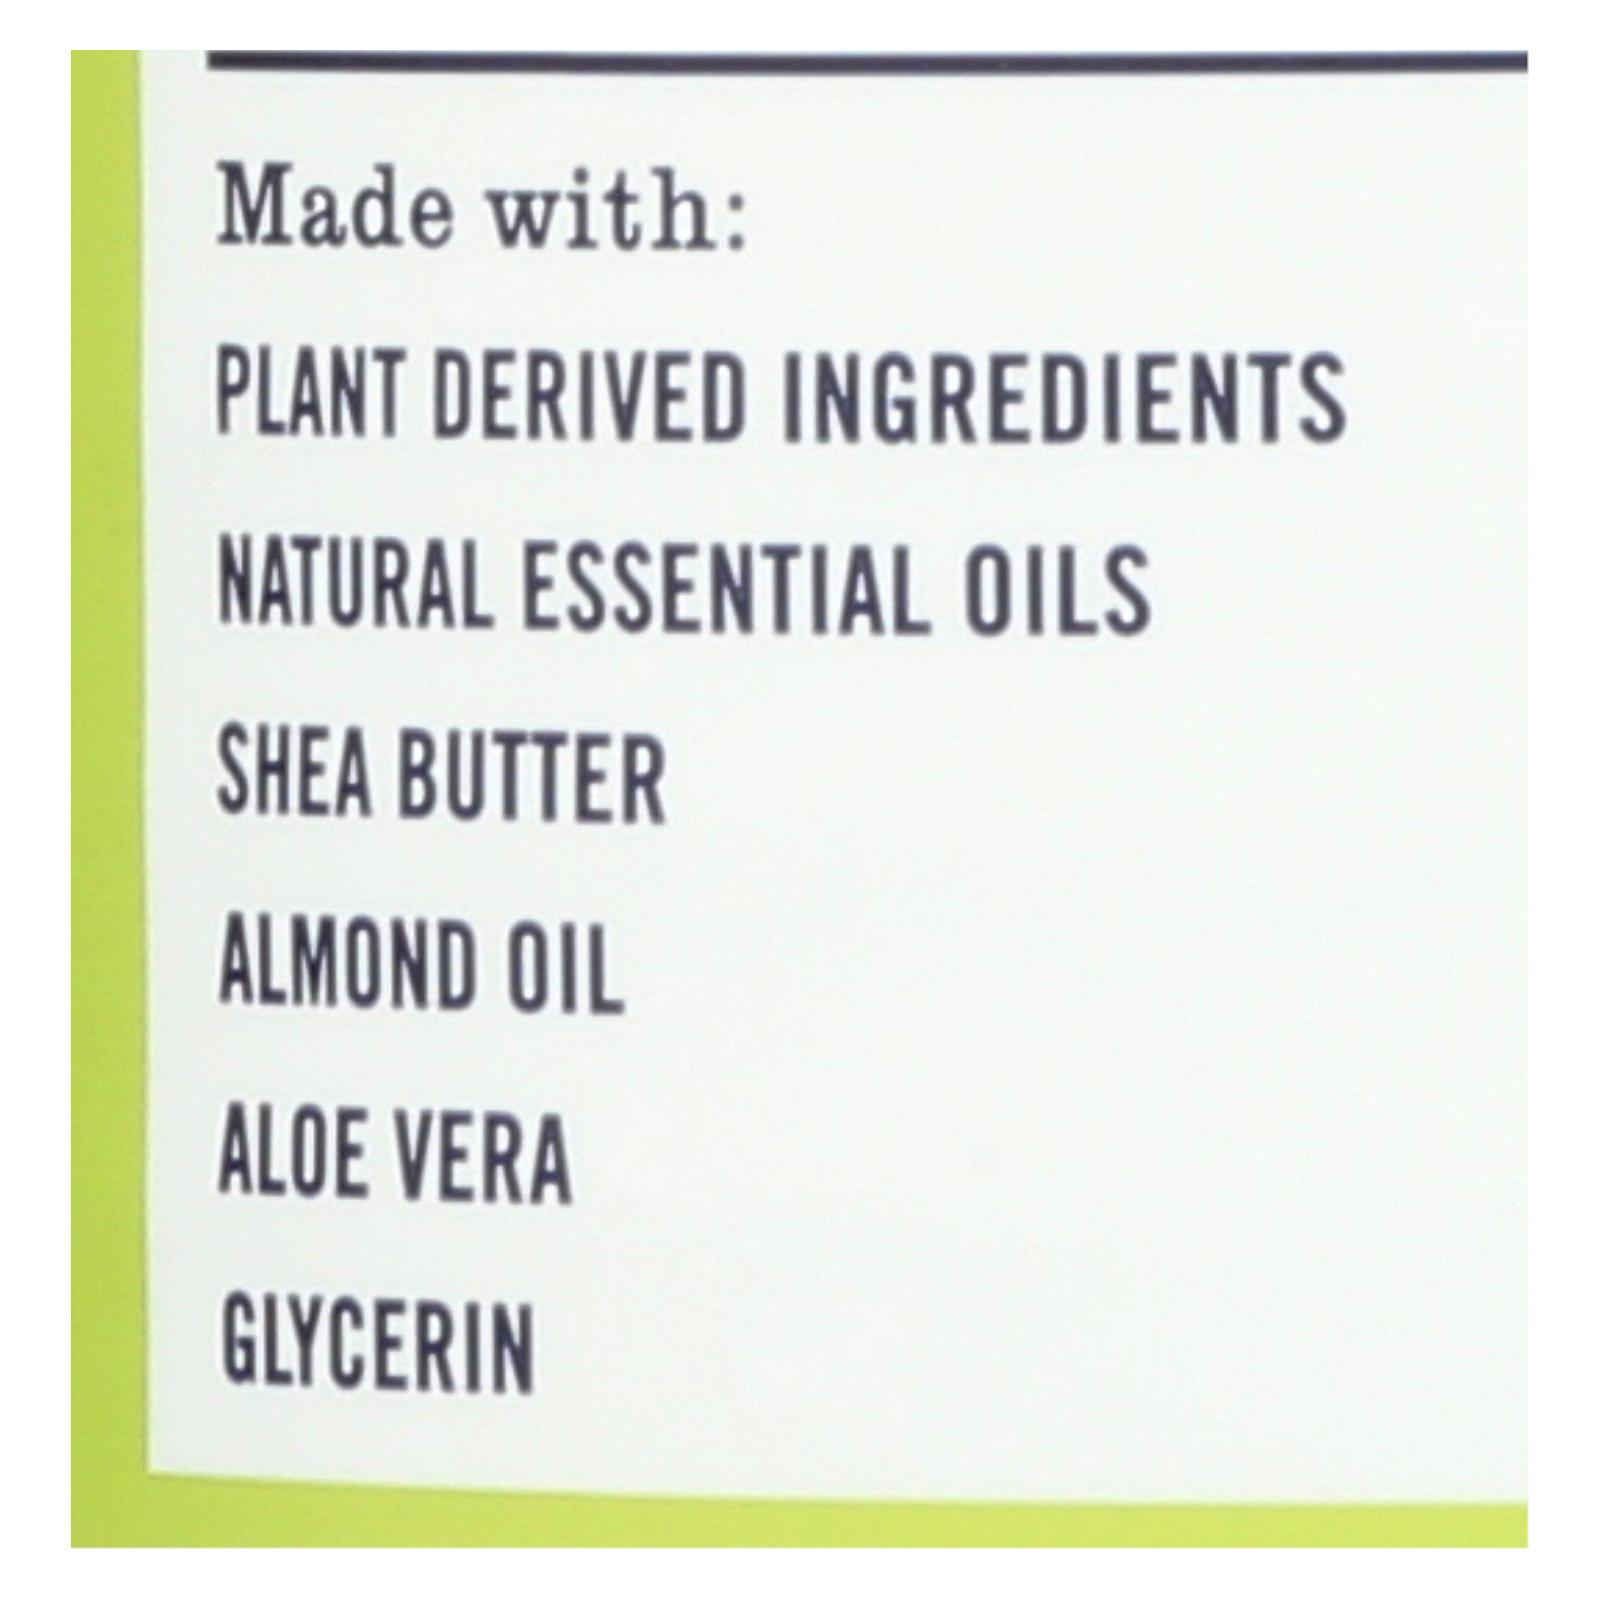 Made with:
PLANT DERIVED INGREDIENTS
NATURAL ESSENTIAL OILS
SHEA BUTTER
ALMOND OIL
ALOE VERA
GLYCERIN